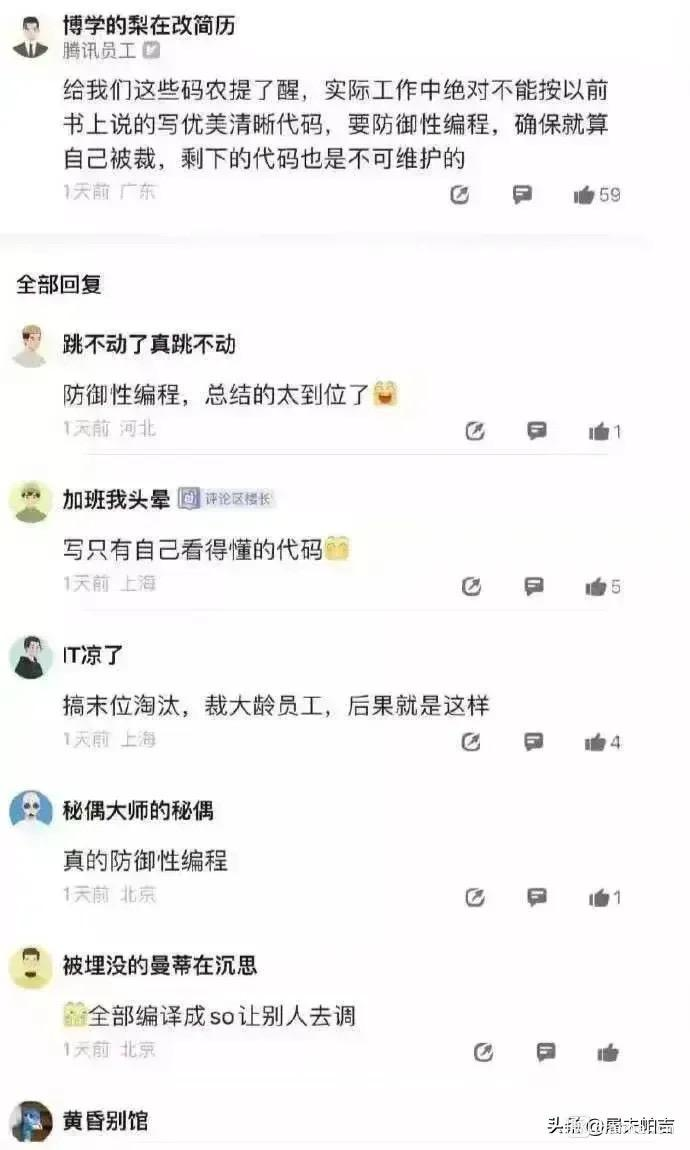 博学的梨在改简历
腾讯员工
给我们这些码农提了醒，实际工作中绝对不能按以前
书上说的写优美清晰代码，要防御性编程，确保就算
自己被裁，剩下的代码也是不可维护的
1天前 广东
59
全部回复
跳不动了真跳不动
防御性编程，总结的太到位了
1天前 河北
1
加班我头晕 评论区楼长
写只有自己看得懂的代码
1天前 上海
5
IT凉了
搞末位淘汰，裁大龄员工，后果就是这样
1天前 上海
4
秘偶大师的秘偶
真的防御性编程
1天前 北京
1
被埋没的曼蒂在沉思
全部编译成so让别人去调
1天前 北京
黄昏别馆
头条@屠夫帕吉